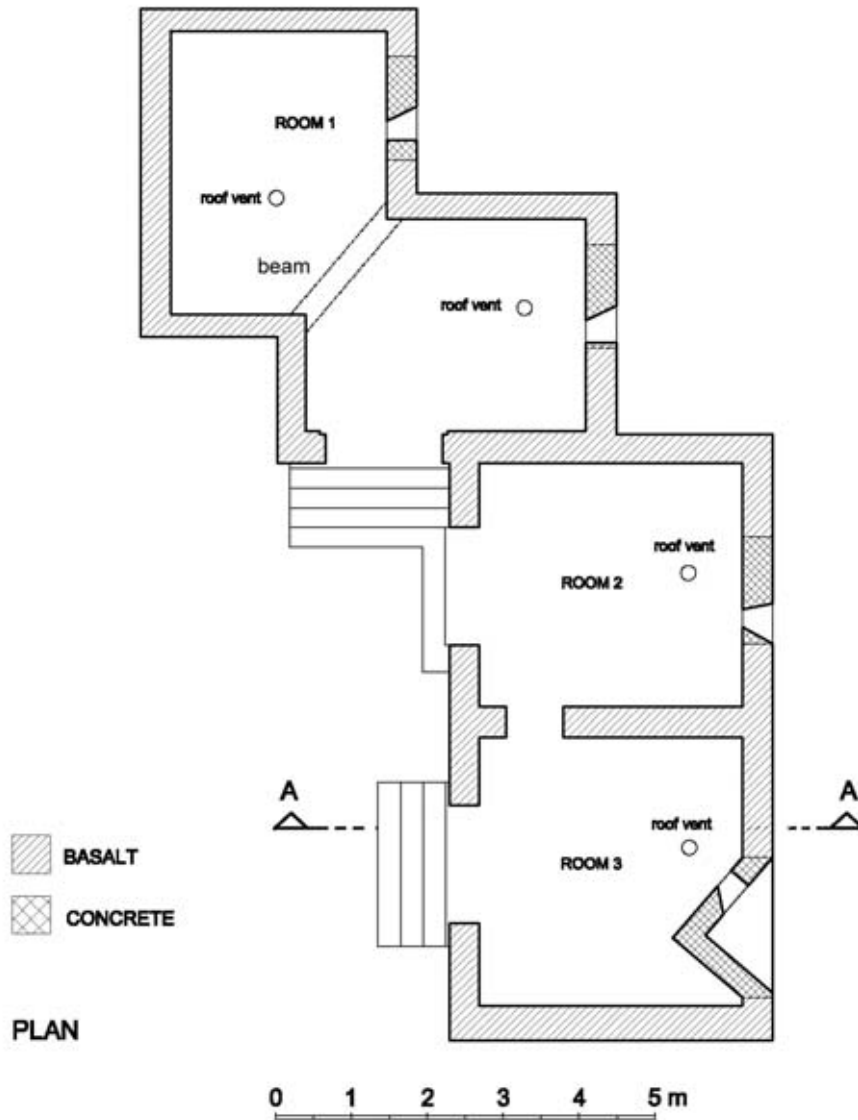 ROOM 1
roof vent
beam
roof vent
roof vent
ROOM 2
A
A
roof vent
ROOM 3
BASALT
CONCRETE
PLAN
0 1 2 3 4 5 m